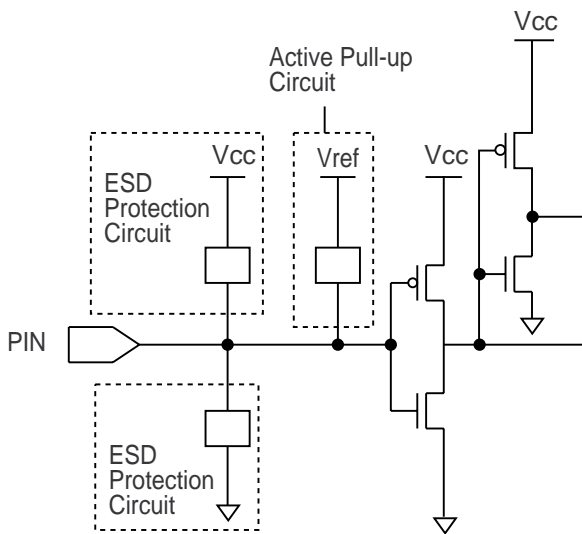 Vcc
Active Pull-up
Circuit
Vcc
Vref
Vcc
ESD
Protection
Circuit
PIN
ESD
Protection
Circuit